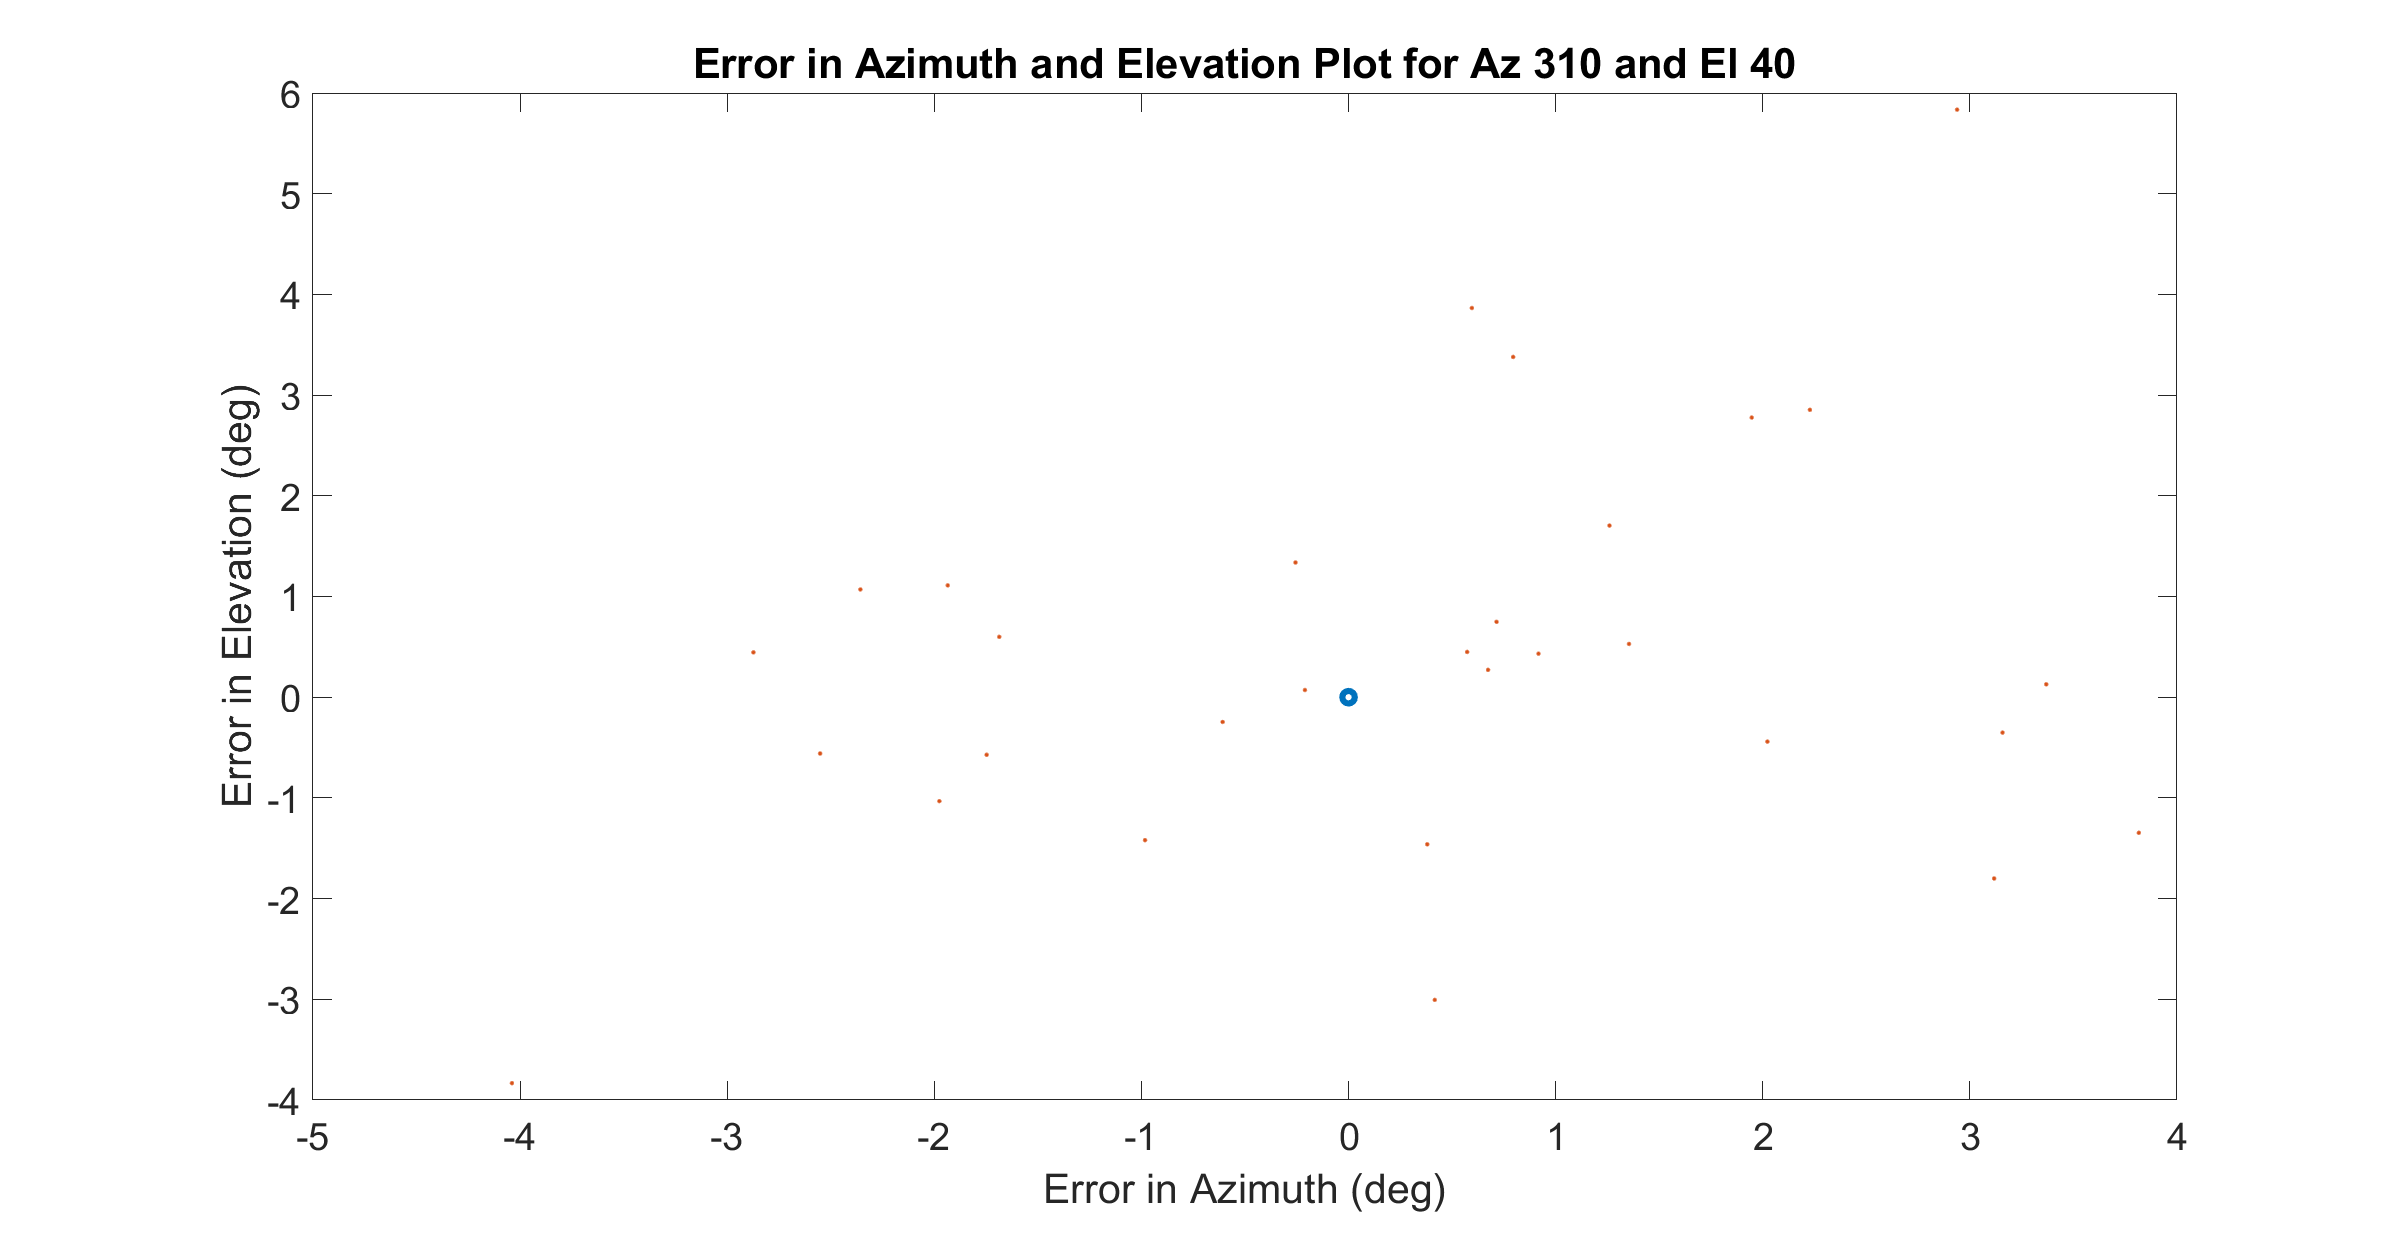 Error in Azimuth and Elevation Plot for Az 310 and El 40
6
5
4
3
2
1
0
-1
-2
-3
-4
Error in Elevation (deg)
-5 -4 -3 -2 -1 0 1 2 3 4
Error in Azimuth (deg)